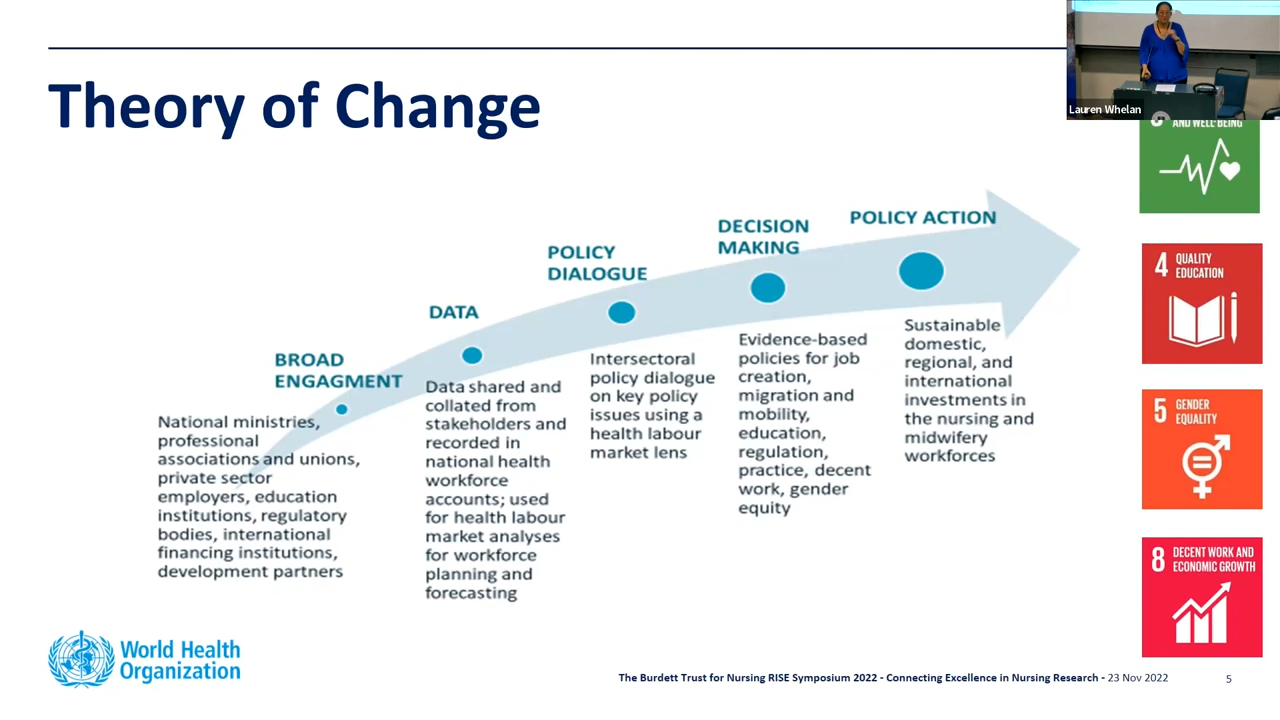 Theory of Change
Lauren Whelan
AND WELL-BEING
4 QUALITY
EDUCATION
5 GENDER
EQUALITY
8 DECENT WORK AND
ECONOMIC GROWTH
BROAD
ENGAGMENT
National ministries,
professional
associations and unions,
private sector
employers, education
institutions, regulatory
bodies, international
financing institutions,
development partners
DATA
Data shared and
collated from
stakeholders and
recorded in
national health
workforce
accounts; used
for health labour
market analyses
for workforce
planning and
forecasting
POLICY
DIALOGUE
Intersectoral
policy dialogue
on key policy
issues using a
health labour
market lens
DECISION
MAKING
Evidence-based
policies for job
creation,
migration and
mobility,
education,
regulation,
practice, decent
work, gender
equity
POLICY ACTION
Sustainable
domestic,
regional, and
international
investments in
the nursing and
midwifery
workforces
World Health
Organization
The Burdett Trust for Nursing RISE Symposium 2022 - Connecting Excellence in Nursing Research - 23 Nov 2022
5